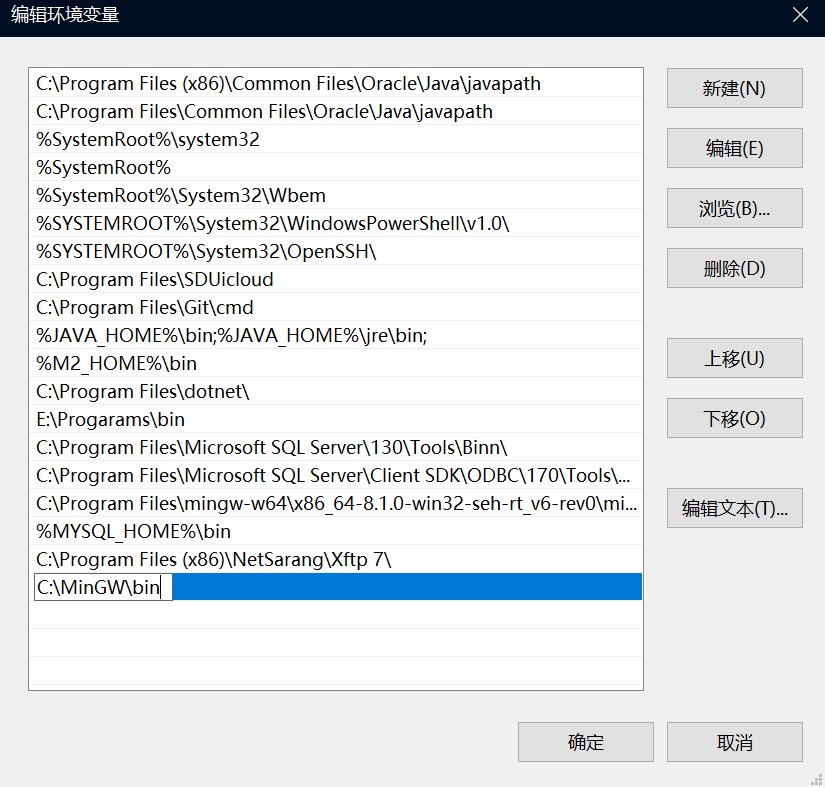 编辑环境变量
C:\Program Files (x86)\Common Files\Oracle\Java\javapath
C:\Program Files\Common Files\Oracle\Java\javapath
%SystemRoot%\system32
%SystemRoot%
%SystemRoot%\System32\Wbem
%SYSTEMROOT%\System32\WindowsPowerShell\v1.0\
%SYSTEMROOT%\System32\OpenSSH\
C:\Program Files\SDUicloud
C:\Program Files\Git\cmd
%JAVA_HOME%\bin;%JAVA_HOME%\jre\bin;
%M2_HOME%\bin
C:\Program Files\dotnet\
E:\Progarams\bin
C:\Program Files\Microsoft SQL Server\130\Tools\Binn\
C:\Program Files\Microsoft SQL Server\Client SDK\ODBC\170\Tools\...
C:\Program Files\mingw-w64\x86_64-8.1.0-win32-seh-rt_v6-rev0\mi...
%MYSQL_HOME%\bin
C:\Program Files (x86)\NetSarang\Xftp 7\
C:\MinGW\bin
新建(N)
编辑(E)
浏览(B)...
删除(D)
上移(U)
下移(O)
编辑文本(T)...
确定
取消